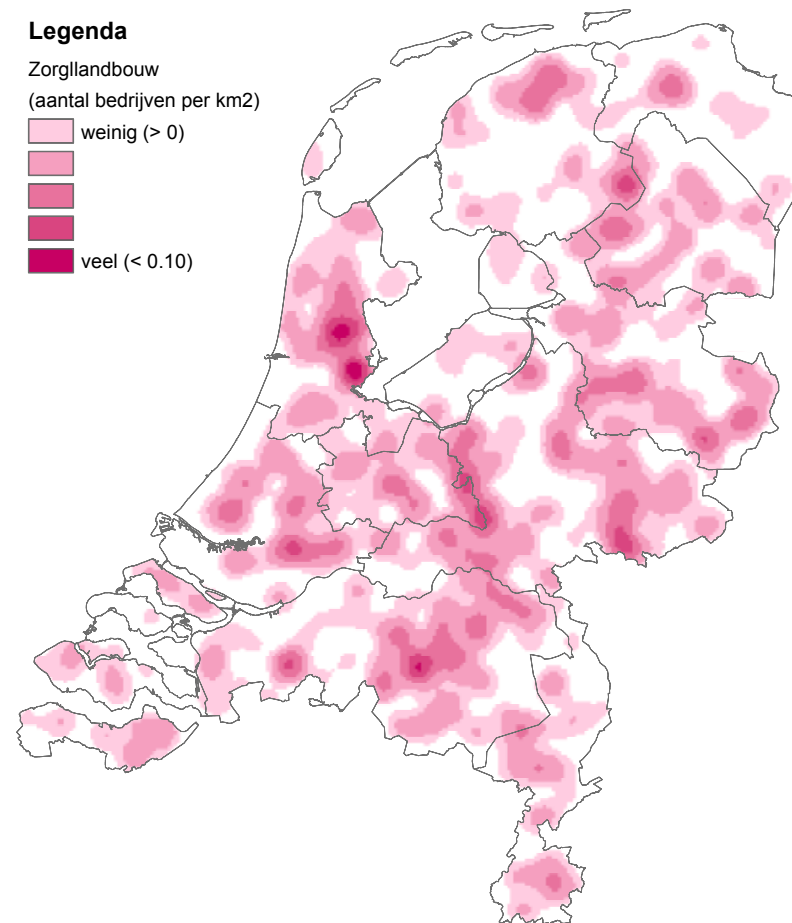 Legenda
Zorgllandbouw
(aantal bedrijven per km2)
weinig (> 0)
veel (< 0.10)